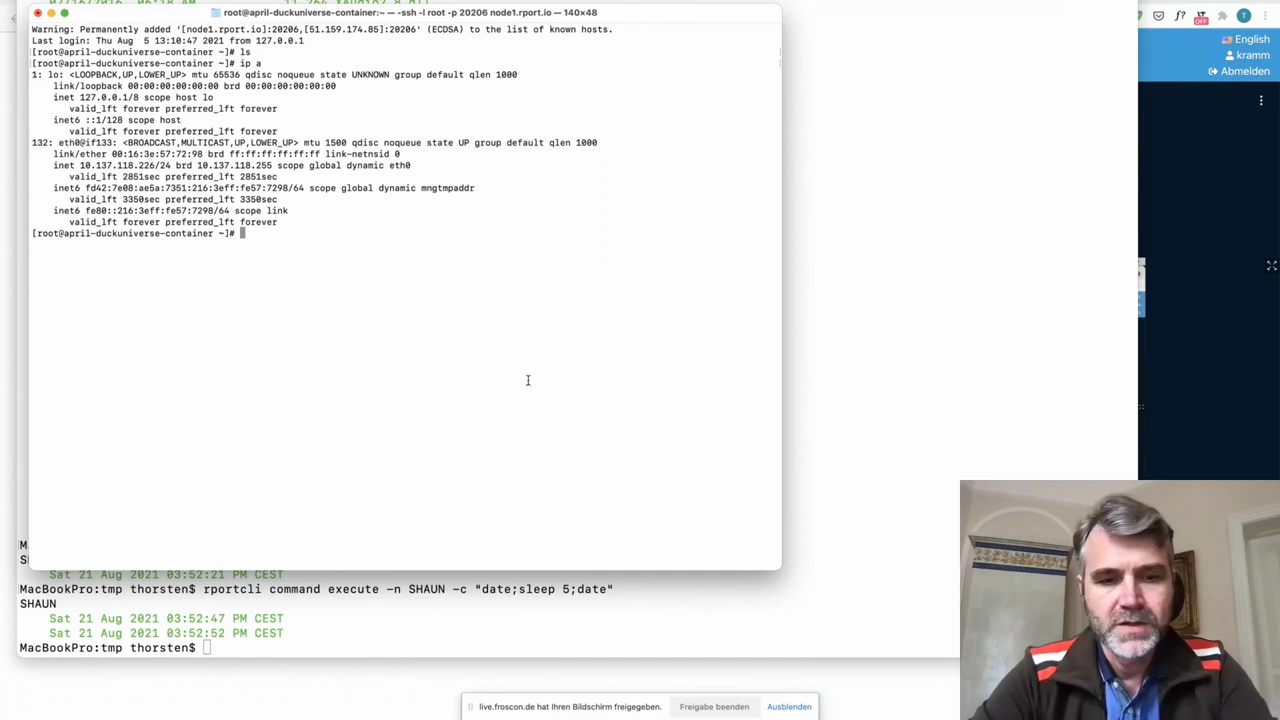 root@april-duckuniverse-container:~ — -ssh -l root -p 20206 node1.rport.io — 140×48
Warning: Permanently added '[node1.rport.io]:20206,[51.159.174.85]:20206' (ECDSA) to the list of known hosts.
Last login: Thu Aug  5 13:10:47 2021 from 127.0.0.1
[root@april-duckuniverse-container ~]# ls
[root@april-duckuniverse-container ~]# ip a
1: lo: <LOOPBACK,UP,LOWER_UP> mtu 65536 qdisc noqueue state UNKNOWN group default qlen 1000
    link/loopback 00:00:00:00:00:00 brd 00:00:00:00:00:00
    inet 127.0.0.1/8 scope host lo
       valid_lft forever preferred_lft forever
    inet6 ::1/128 scope host
       valid_lft forever preferred_lft forever
132: eth0@if133: <BROADCAST,MULTICAST,UP,LOWER_UP> mtu 1500 qdisc noqueue state UP group default qlen 1000
    link/ether 00:16:3e:57:72:98 brd ff:ff:ff:ff:ff:ff link-netnsid 0
    inet 10.137.118.226/24 brd 10.137.118.255 scope global dynamic eth0
       valid_lft 2851sec preferred_lft 2851sec
    inet6 fd42:7e08:ae5a:7351:216:3eff:fe57:7298/64 scope global dynamic mngtmpaddr
       valid_lft 3350sec preferred_lft 3350sec
    inet6 fe80::216:3eff:fe57:7298/64 scope link
       valid_lft forever preferred_lft forever
[root@april-duckuniverse-container ~]#
English
kramm
Abmelden
M
S
Sat 21 Aug 2021 03:52:21 PM CEST
MacBookPro:tmp thorsten$ rportcli command execute -n SHAUN -c "date;sleep 5;date"
SHAUN
    Sat 21 Aug 2021 03:52:47 PM CEST
    Sat 21 Aug 2021 03:52:52 PM CEST
MacBookPro:tmp thorsten$
live.froscon.de hat Ihren Bildschirm freigegeben.
Freigabe beenden
Ausblenden